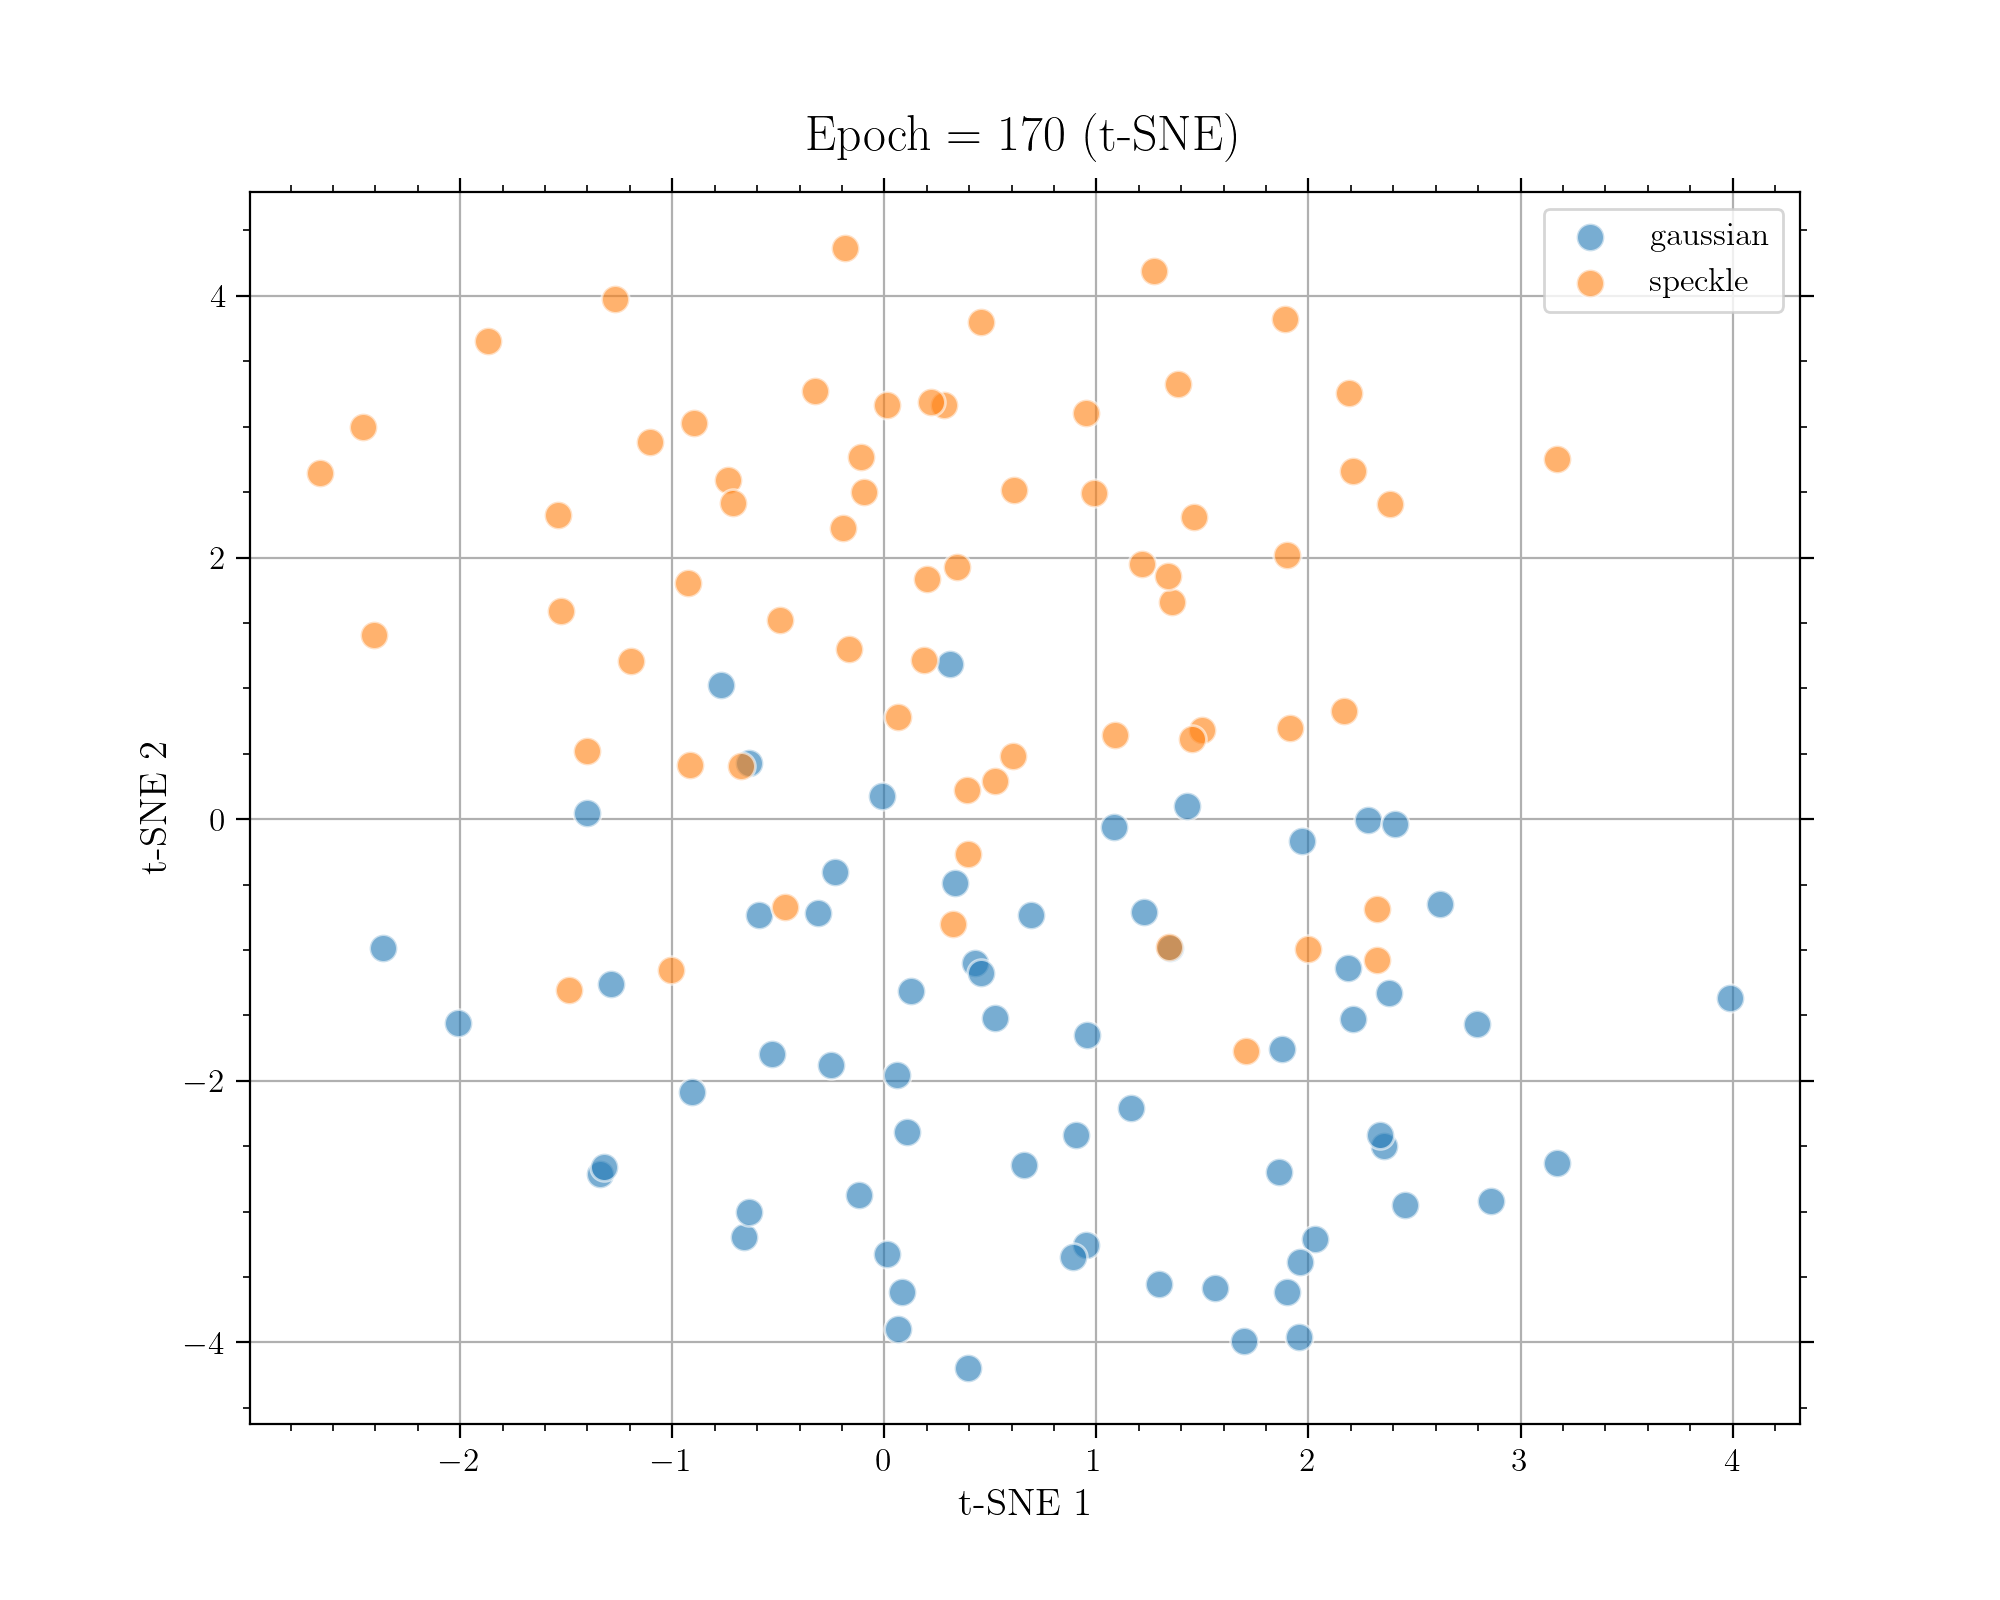 Epoch = 170 (t-SNE)
gaussian
speckle
4
2
0
−2
−4
t-SNE 2
−2
−1
0
1
2
3
4
t-SNE 1